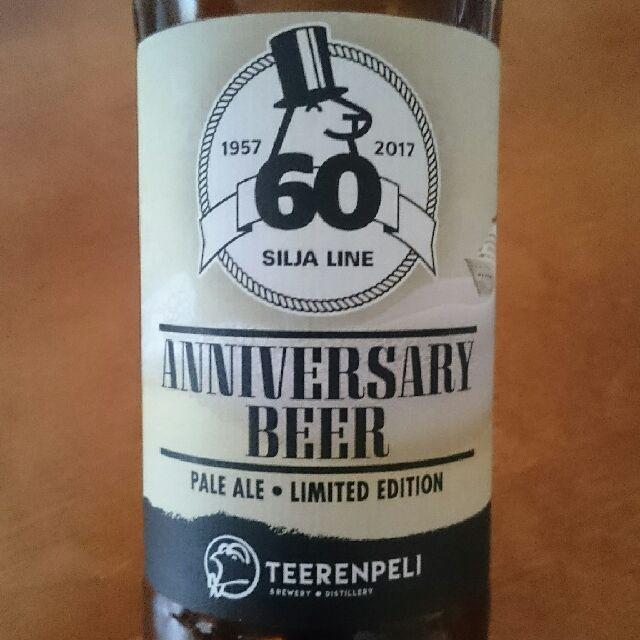 1957 2017
60
SILJA LINE
ANNIVERSARY
BEER
PALE ALE • LIMITED EDITION
TEERENPELI
BREWERY • DISTILLERY